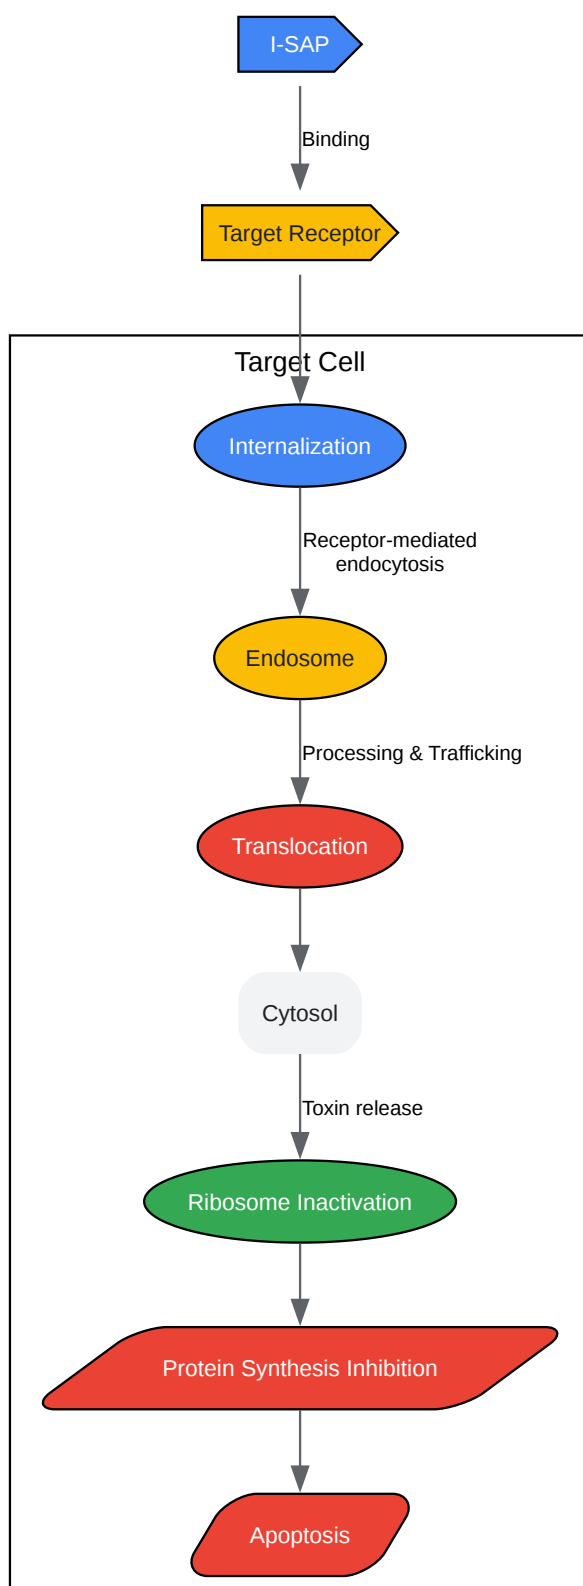 I-SAP
Binding
Target Receptor
Target Cell
Internalization
Receptor-mediated
endocytosis
Endosome
Processing & Trafficking
Translocation
Cytosol
Toxin release
Ribosome Inactivation
Protein Synthesis Inhibition
Apoptosis